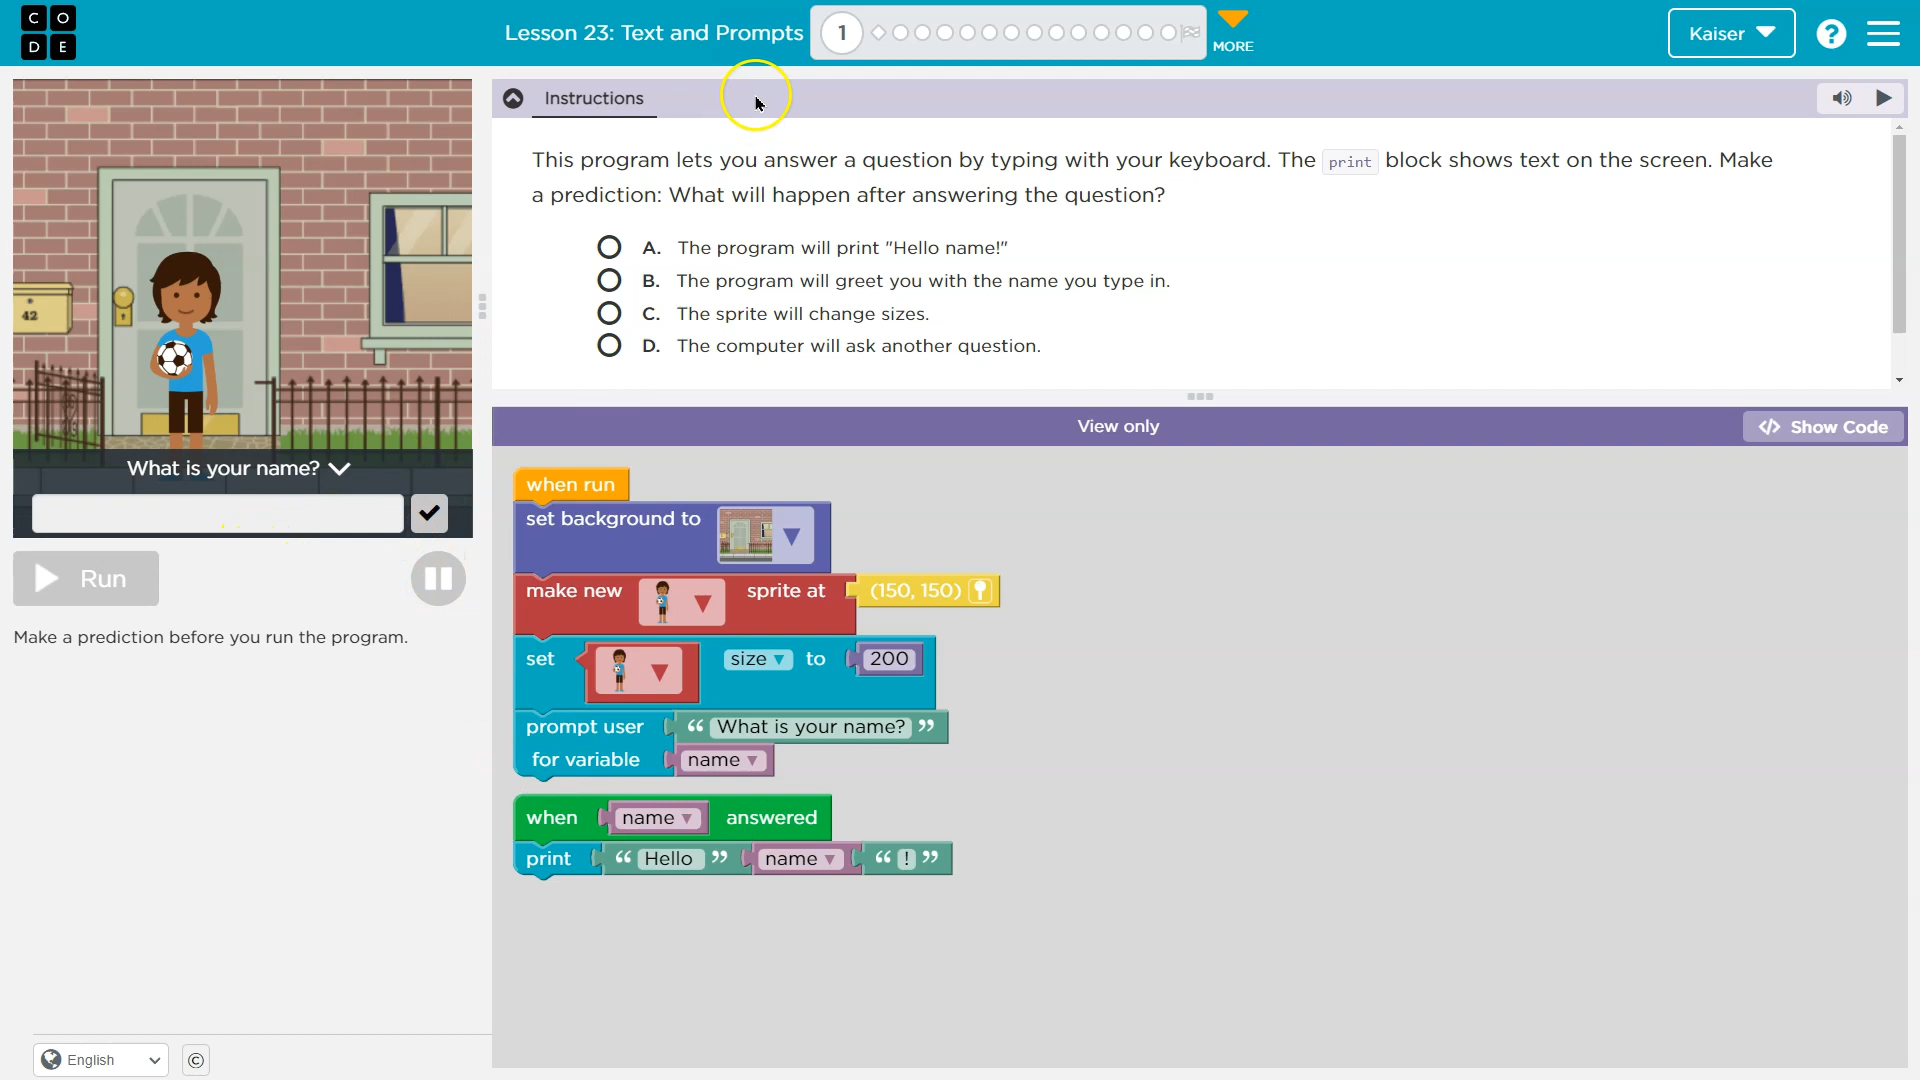 C O
D E
Lesson 23: Text and Prompts
1
MORE
Kaiser
?
Instructions
This program lets you answer a question by typing with your keyboard. The print block shows text on the screen. Make
a prediction: What will happen after answering the question?
A. The program will print "Hello name!"
B. The program will greet you with the name you type in.
C. The sprite will change sizes.
D. The computer will ask another question.
42
What is your name?
Run
Make a prediction before you run the program.
View only
</> Show Code
when run
set background to
make new sprite at (150, 150)
set size to 200
prompt user “ What is your name? ”
for variable name
when name answered
print “ Hello ” name “ ! ”
English
©